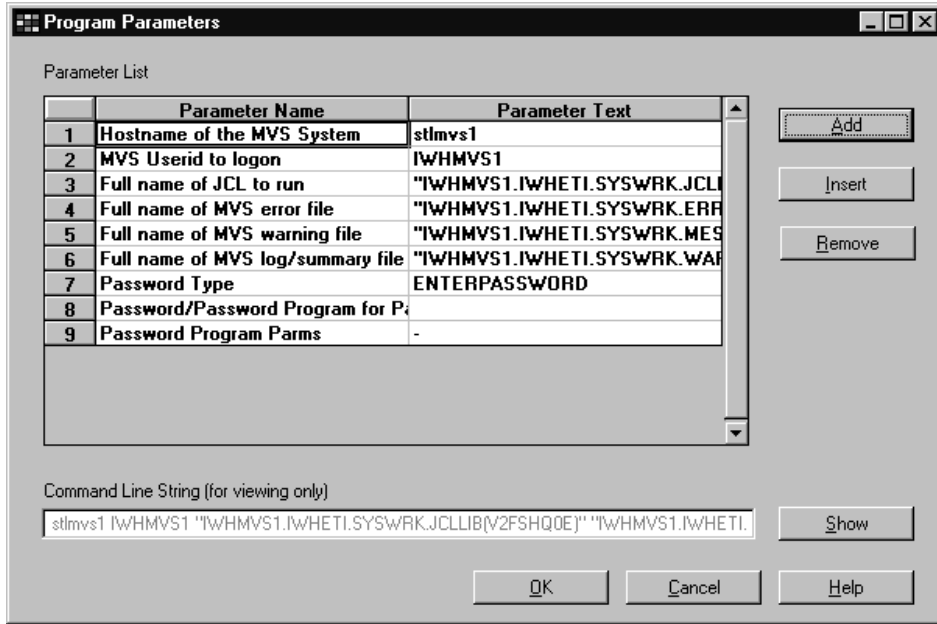 Program Parameters
Parameter List
Parameter Name Parameter Text
1 Hostname of the MVS System stlmvs1
2 MVS Userid to logon IWHMVS1
3 Full name of JCL to run "IWHMVS1.IWHETI.SYSWRK.JCLI
4 Full name of MVS error file "IWHMVS1.IWHETI.SYSWRK.ERR
5 Full name of MVS warning file "IWHMVS1.IWHETI.SYSWRK.MES
6 Full name of MVS log/summary file "IWHMVS1.IWHETI.SYSWRK.WAR
7 Password Type ENTERPASSWORD
8 Password/Password Program for Pa
9 Password Program Parms -
Add
Insert
Remove
Command Line String (for viewing only)
stlmvs1 IWHMVS1 "IWHMVS1.IWHETI.SYSWRK.JCLLIB(V2FSHQ0E)" "IWHMVS1.IWHETI.
Show
OK Cancel Help